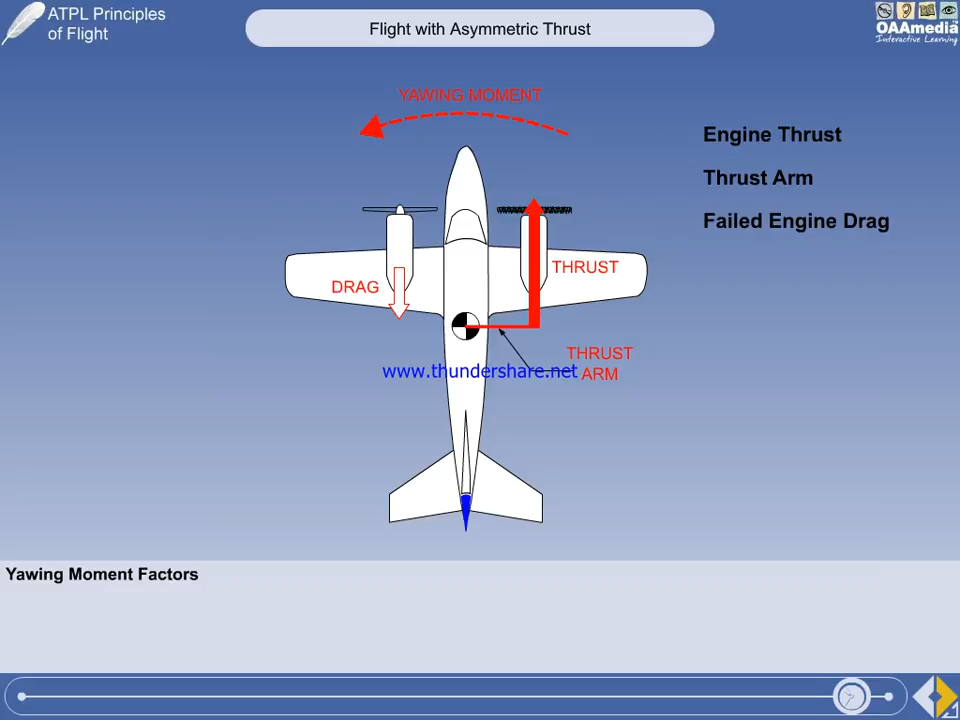 ATPL Principles
of Flight
Flight with Asymmetric Thrust
OAAmedia
Interactive Learning
YAWING MOMENT
Engine Thrust
Thrust Arm
Failed Engine Drag
THRUST
DRAG
THRUST
ARM
www.thundershare.net
Yawing Moment Factors